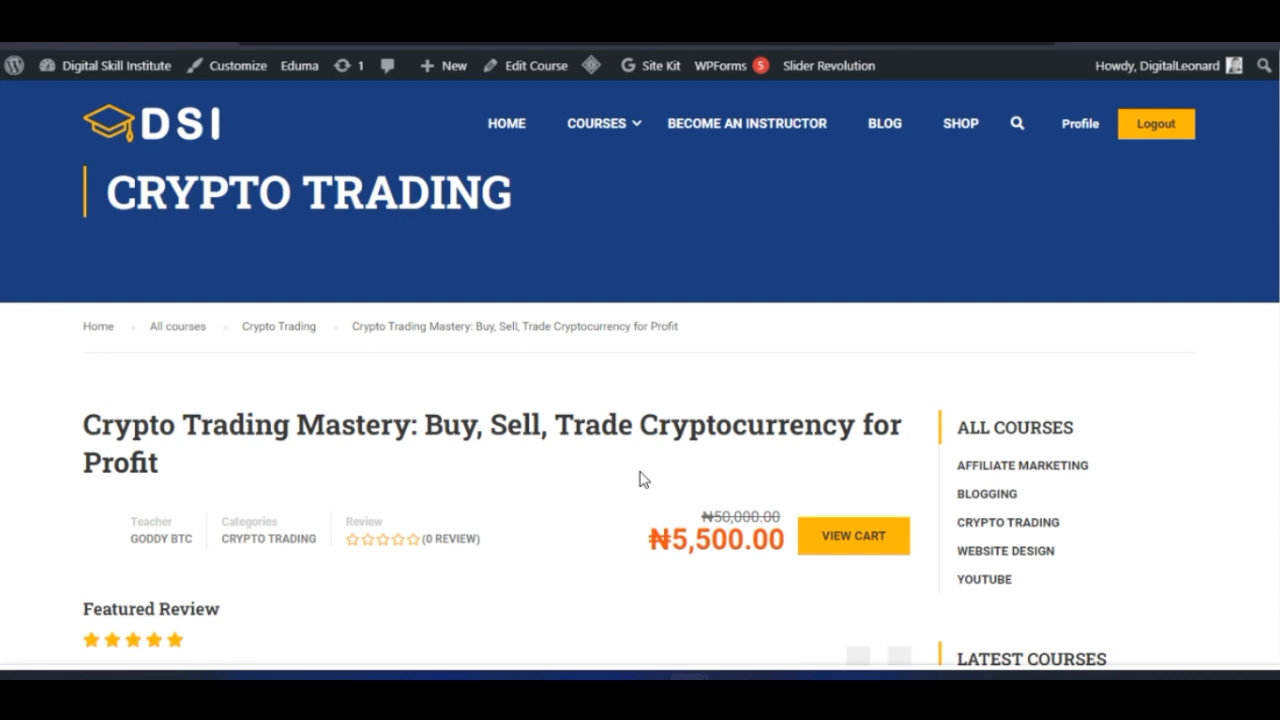 Digital Skill Institute Customize Eduma 1 New Edit Course Site Kit WPForms 5 Slider Revolution Howdy, DigitalLeonard
DSI HOME COURSES BECOME AN INSTRUCTOR BLOG SHOP Profile Logout
CRYPTO TRADING
Home All courses Crypto Trading Crypto Trading Mastery: Buy, Sell, Trade Cryptocurrency for Profit
Crypto Trading Mastery: Buy, Sell, Trade Cryptocurrency for
Profit
Teacher
GODDY BTC
Categories
CRYPTO TRADING
Review
(0 REVIEW)
₦50,000.00
₦5,500.00
VIEW CART
Featured Review
ALL COURSES
AFFILIATE MARKETING
BLOGGING
CRYPTO TRADING
WEBSITE DESIGN
YOUTUBE
LATEST COURSES